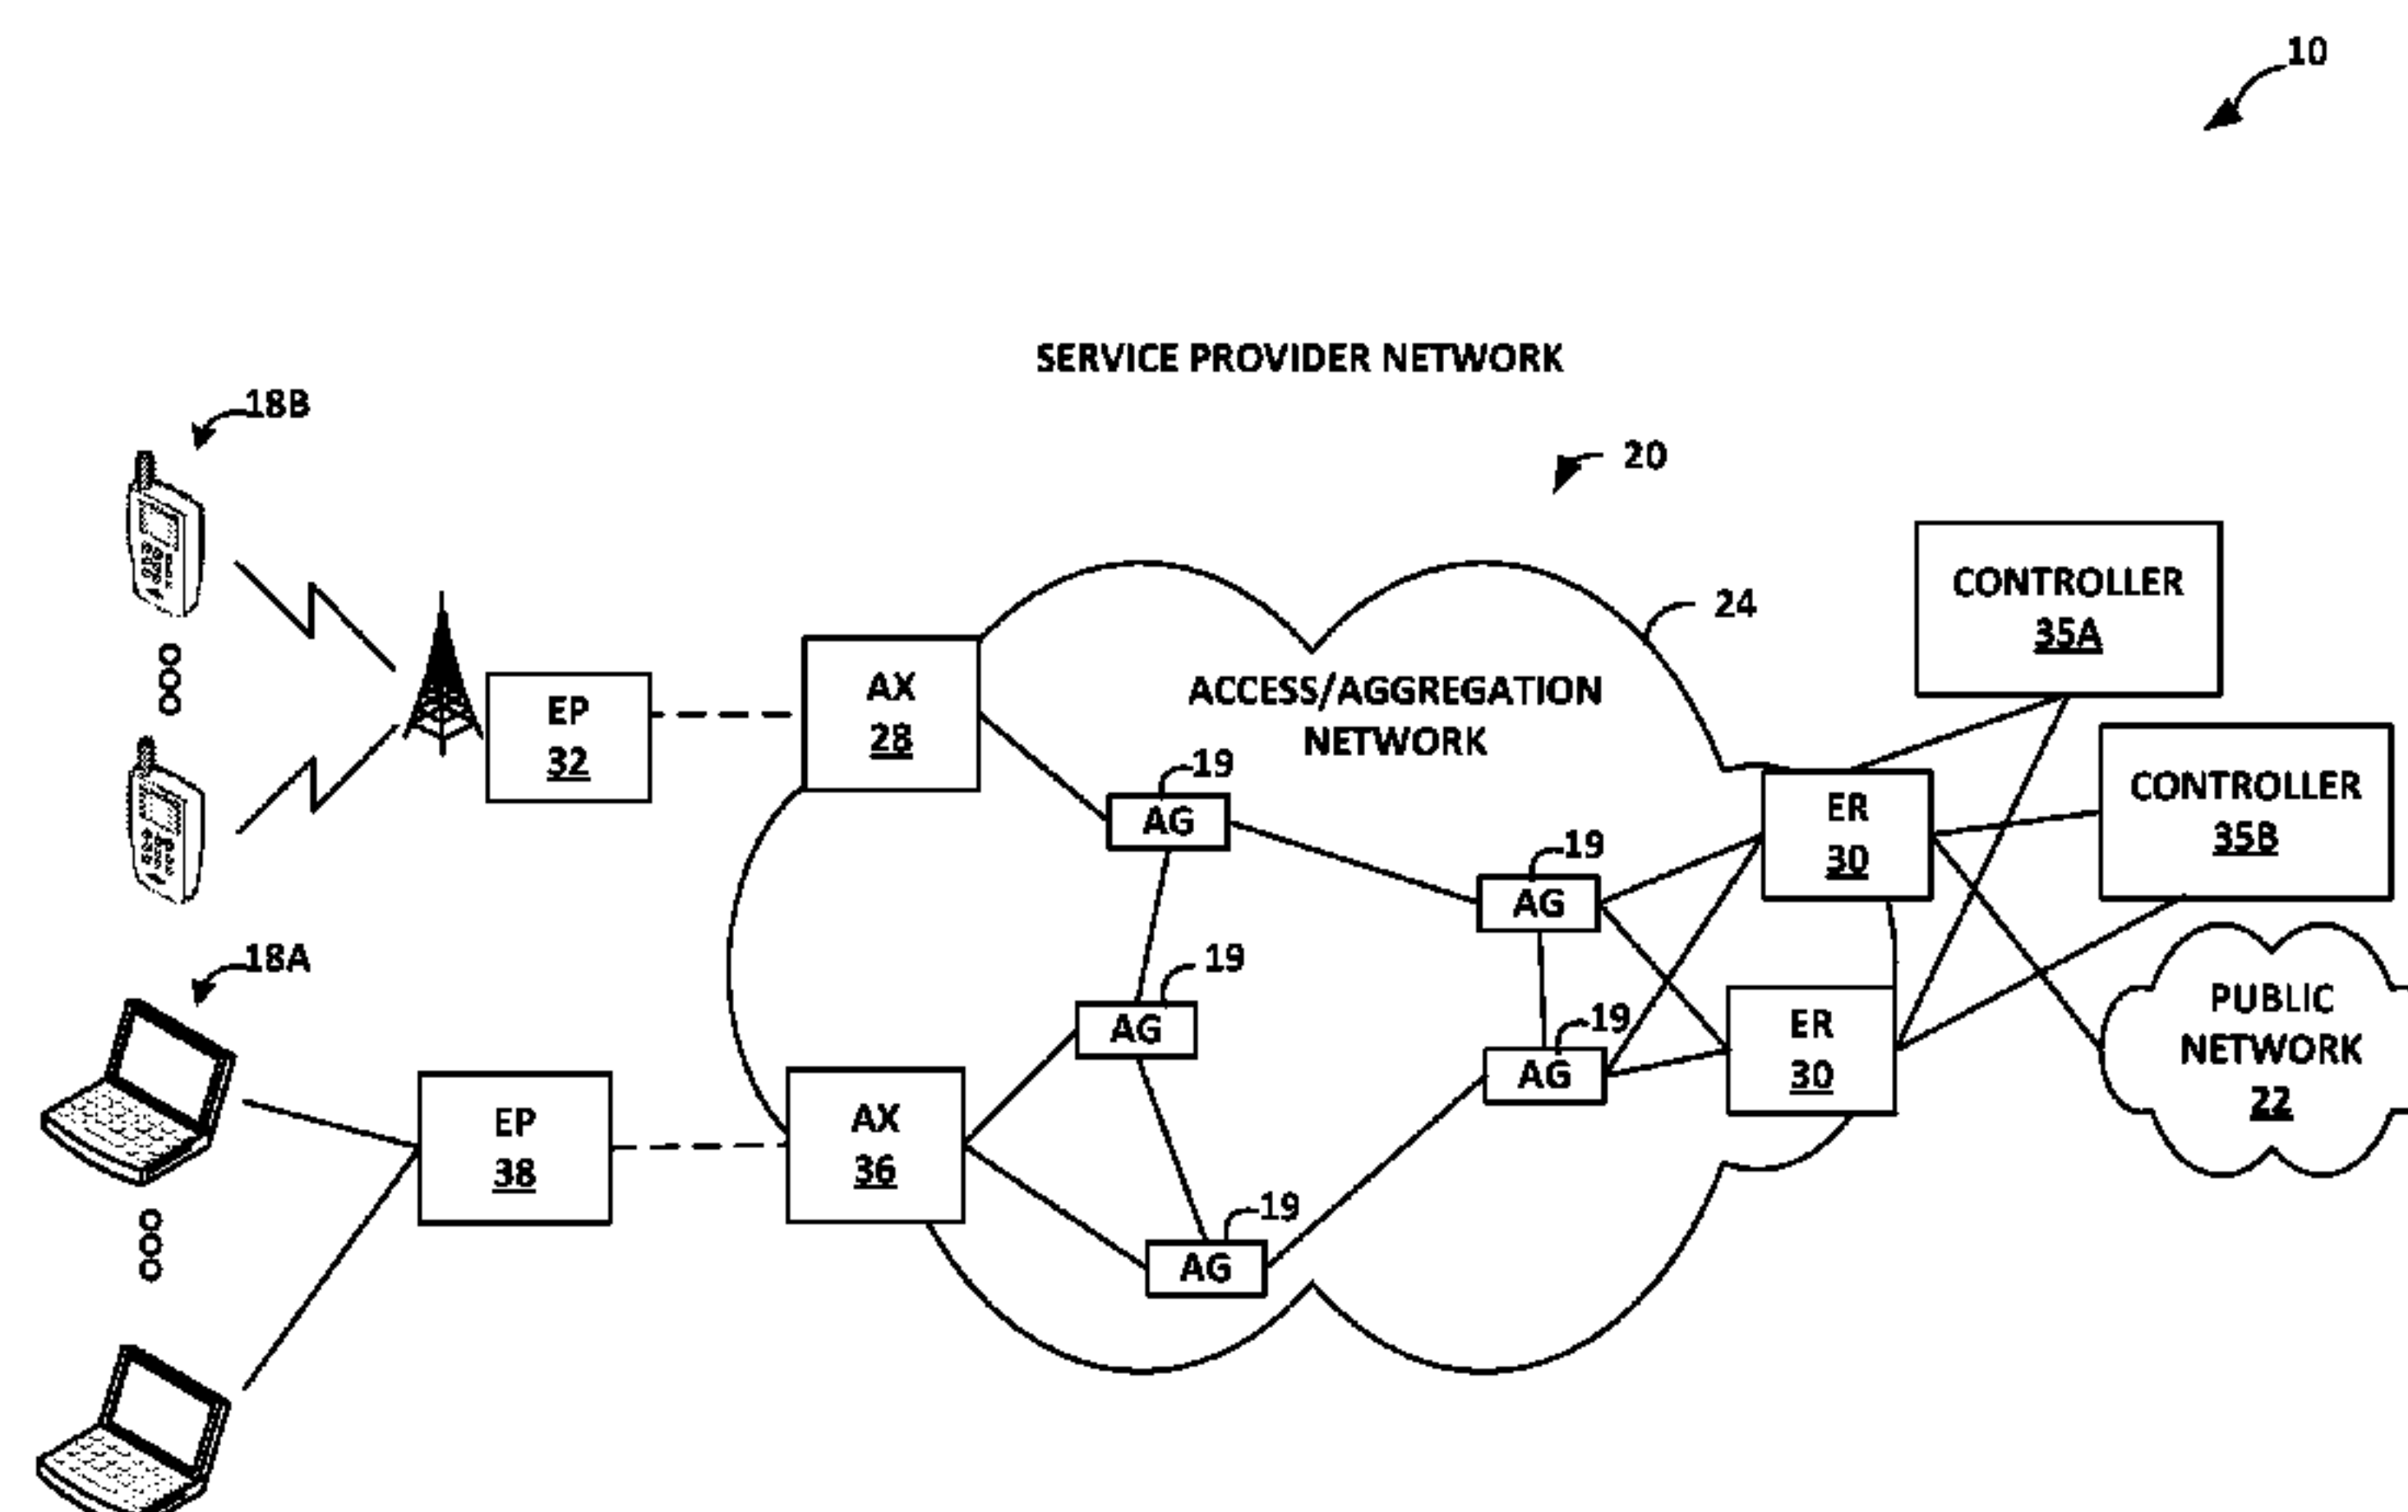 10
SERVICE PROVIDER NETWORK
18B
20
24
CONTROLLER
35A
ACCESS/AGGREGATION
NETWORK
EP
32
AX
28
19
AG
CONTROLLER
35B
ER
30
19
AG
18A
19
AG
19
AG
ER
30
PUBLIC
NETWORK
22
EP
38
AX
36
19
AG